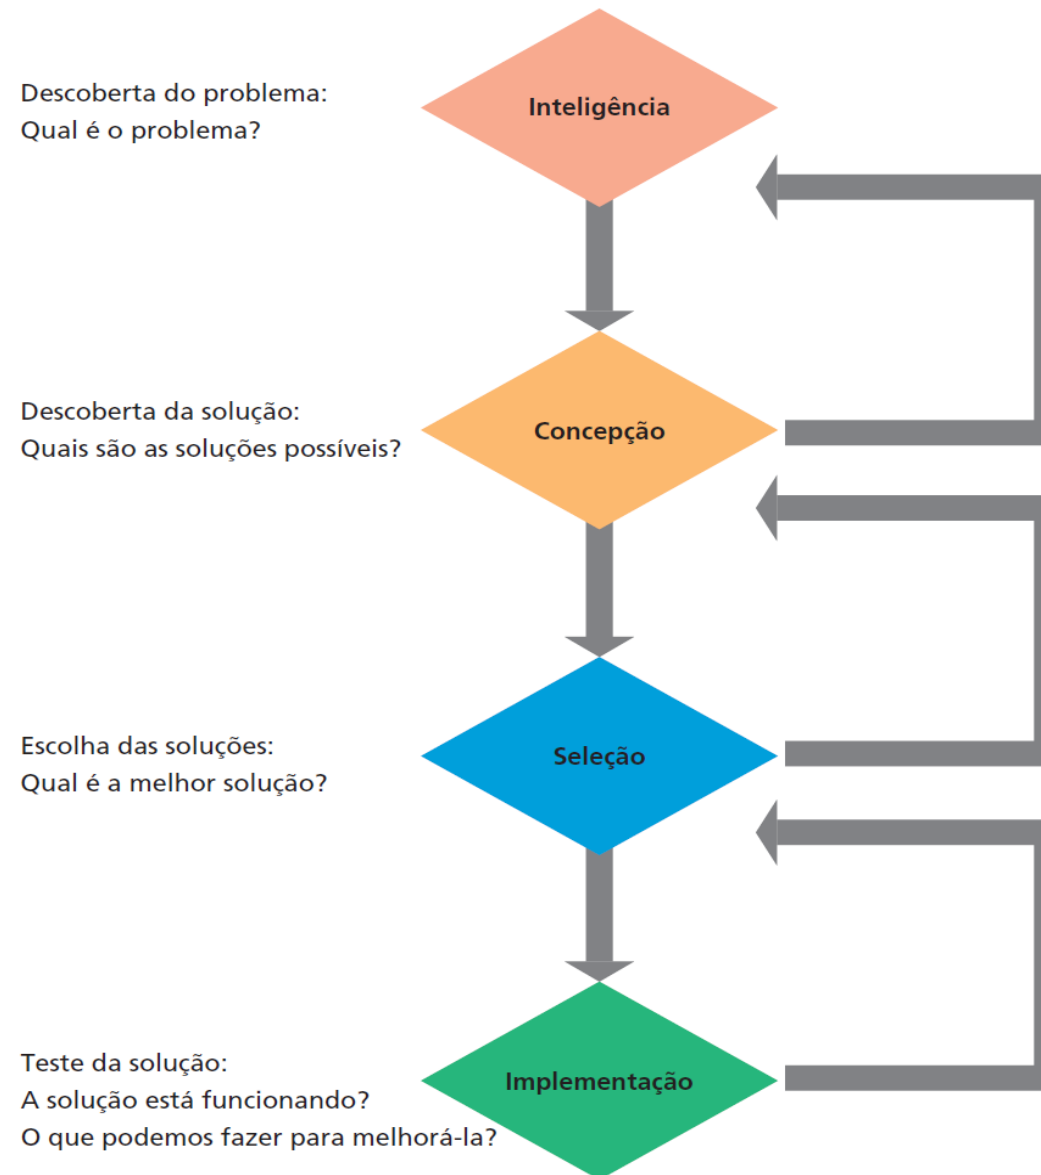 Descoberta do problema:
Qual é o problema?
Inteligência
Descoberta da solução:
Quais são as soluções possíveis?
Concepção
Escolha das soluções:
Qual é a melhor solução?
Seleção
Teste da solução:
A solução está funcionando?
O que podemos fazer para melhorá-la?
Implementação